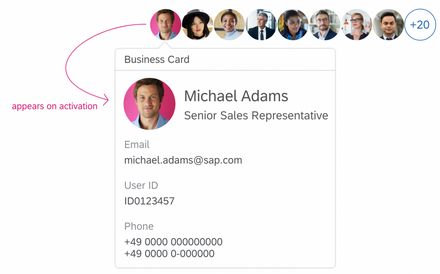 +20
Business Card
appears on activation
Michael Adams
Senior Sales Representative
Email
michael.adams@sap.com
User ID
ID0123457
Phone
+49 0000 000000000
+49 0000 0-000000